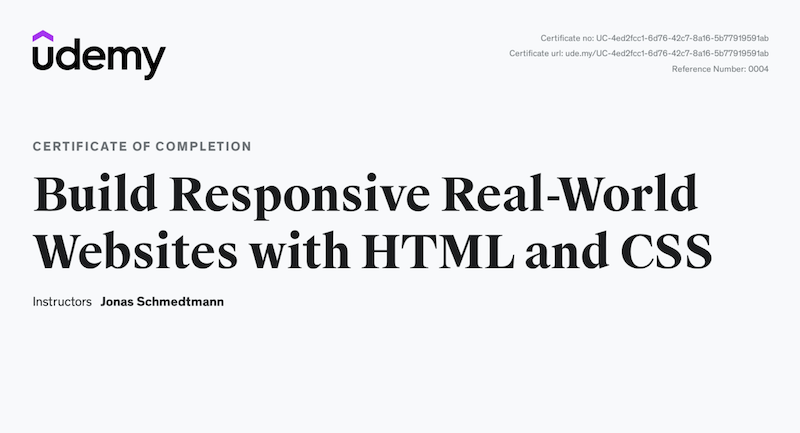 udemy
Certificate no: UC-4ed2fcc1-6d76-42c7-8a16-5b77919591ab
Certificate url: ude.my/UC-4ed2fcc1-6d76-42c7-8a16-5b77919591ab
Reference Number: 0004
CERTIFICATE OF COMPLETION
Build Responsive Real-World
Websites with HTML and CSS
Instructors Jonas Schmedtmann